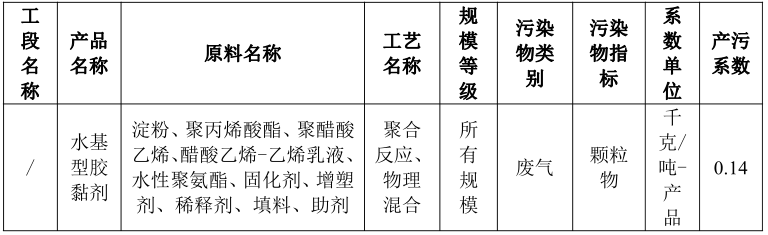 工段名称
产品名称
原料名称
工艺名称
规模等级
污染物类别
污染物指标
系数单位
产污系数
/
水基型胶黏剂
淀粉、聚丙烯酸酯、聚醋酸
乙烯、醋酸乙烯-乙烯乳液、
水性聚氨酯、固化剂、增塑
剂、稀释剂、填料、助剂
聚合
反应、
物理
混合
所有规模
废气
颗粒物
千克/吨-产品
0.14